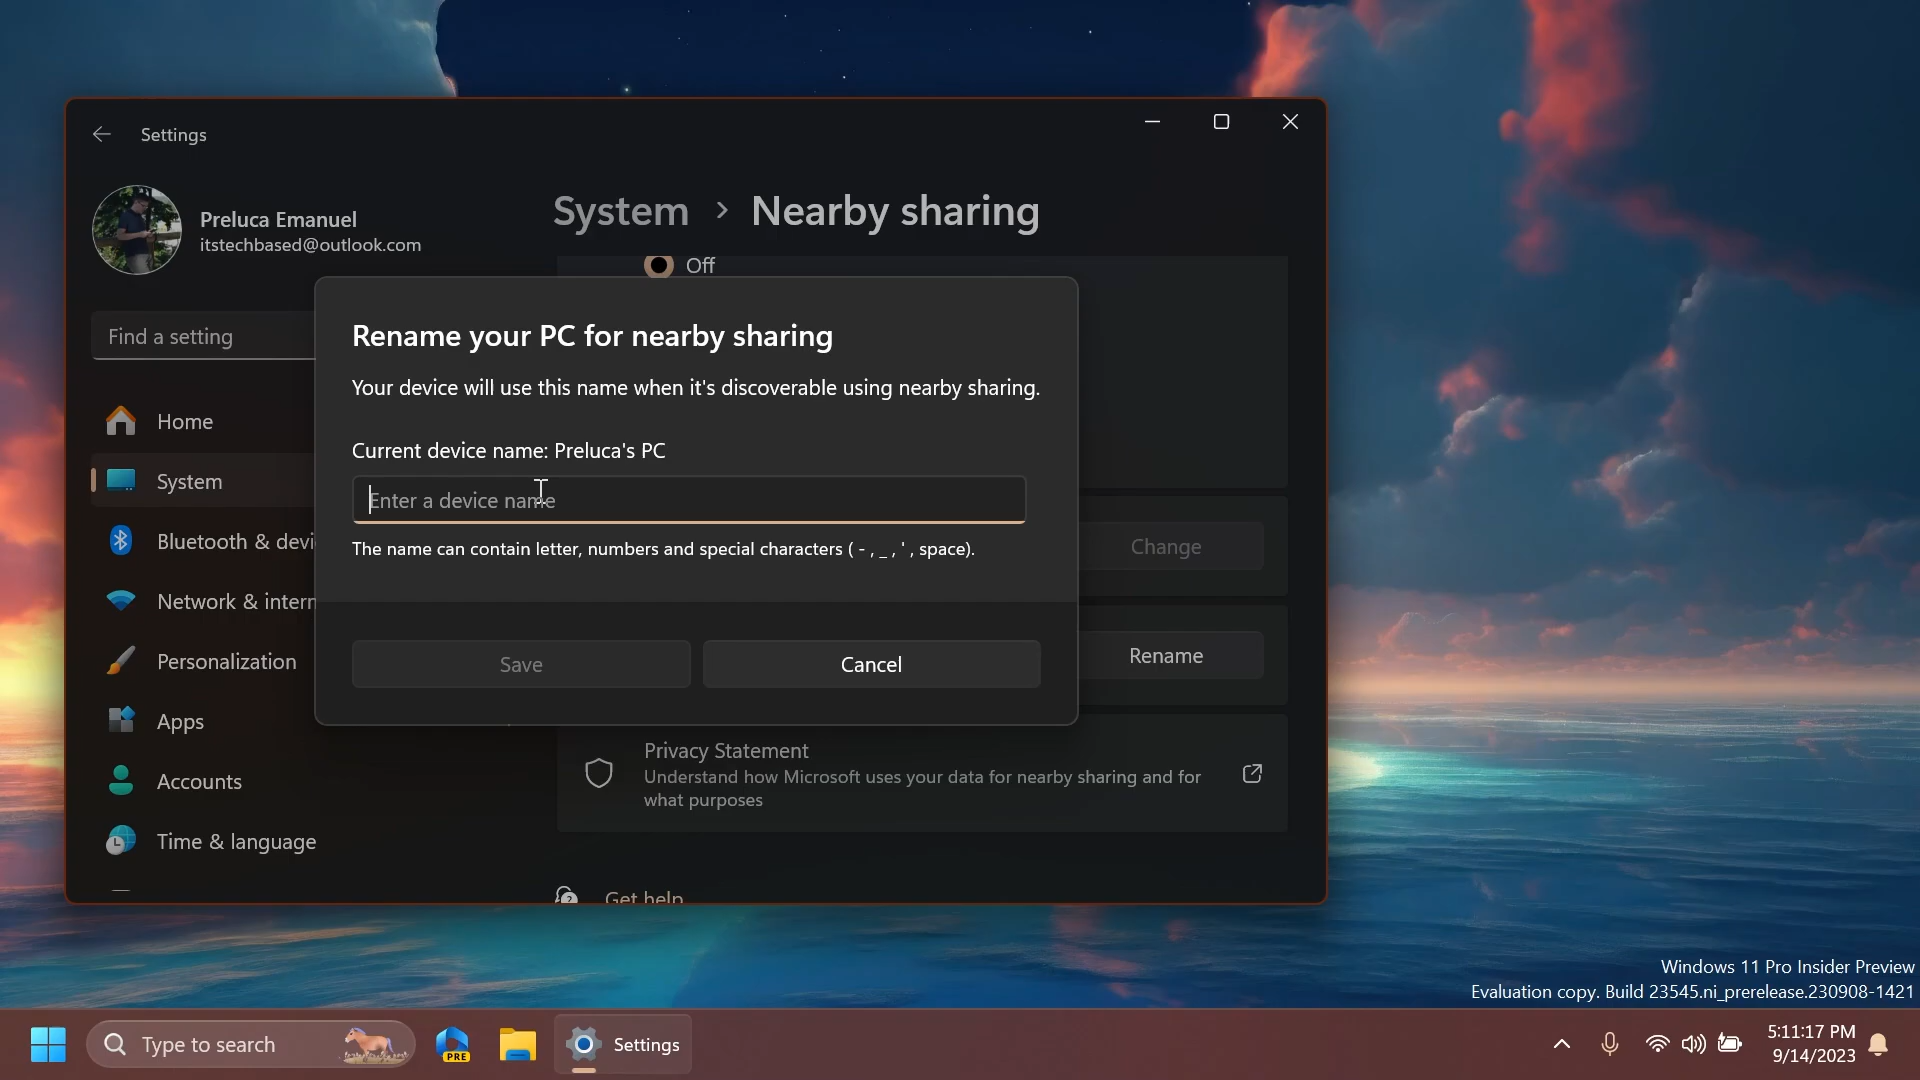 Settings
Preluca Emanuel
itstechbased@outlook.com
System > Nearby sharing
Off
Find a setting
Home
System
Bluetooth & devi
Network & intern
Personalization
Apps
Accounts
Time & language
Rename your PC for nearby sharing
Your device will use this name when it's discoverable using nearby sharing.
Current device name: Preluca's PC
Enter a device name
The name can contain letter, numbers and special characters ( - , _ , ' , space).
Save
Cancel
Change
Rename
Privacy Statement
Understand how Microsoft uses your data for nearby sharing and for
what purposes
Get help
Windows 11 Pro Insider Preview
Evaluation copy. Build 23545.ni_prerelease.230908-1421
Type to search
PRE
Settings
5:11:17 PM
9/14/2023